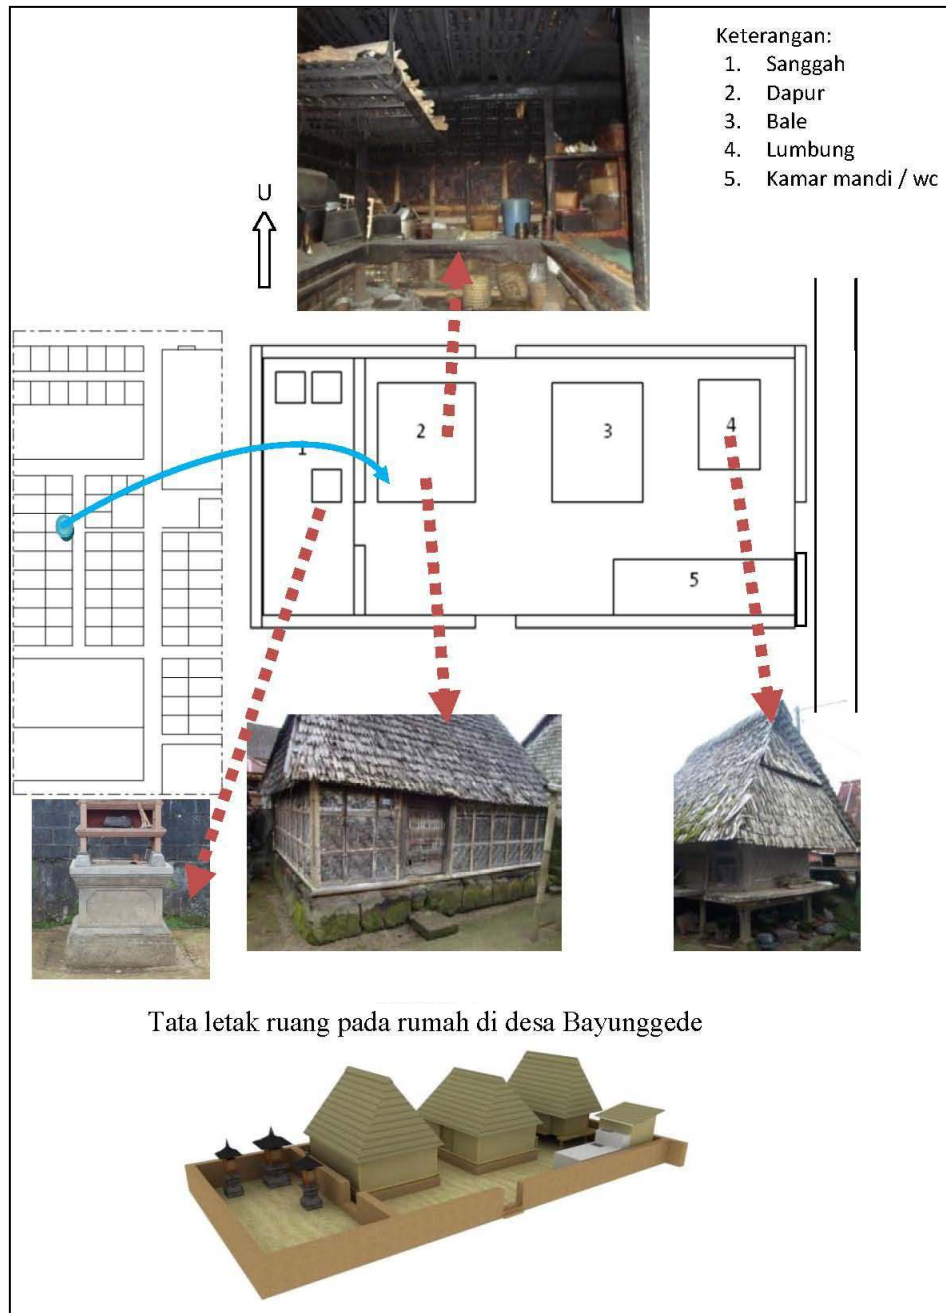 Keterangan:
1. Sanggah
2. Dapur
3. Bale
4. Lumbung
5. Kamar mandi / wc
U
1
2
3
4
5
Tata letak ruang pada rumah di desa Bayunggede